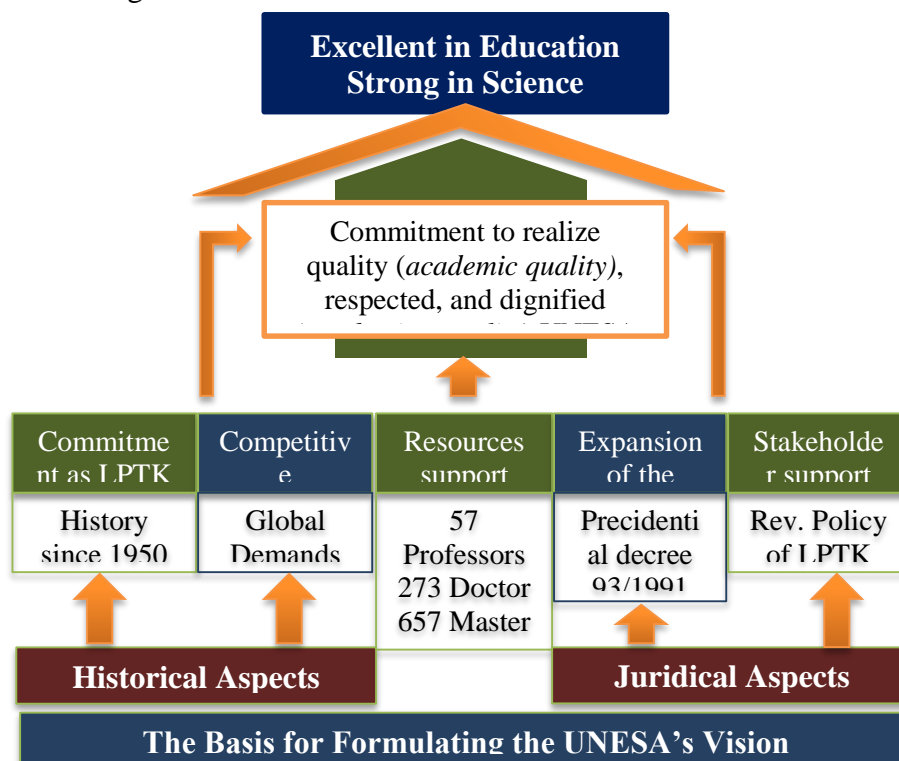 Excellent in Education
Strong in Science
Commitment to realize
quality (academic quality),
respected, and dignified
Commitme
nt as LPTK
Competitiv
e
Resources
support
Expansion
of the
Stakeholde
r support
History
since 1950
Global
Demands
57
Professors
273 Doctor
657 Master
Precidenti
al decree
93/1991
Rev. Policy
of LPTK
Historical Aspects
Juridical Aspects
The Basis for Formulating the UNESA's Vision